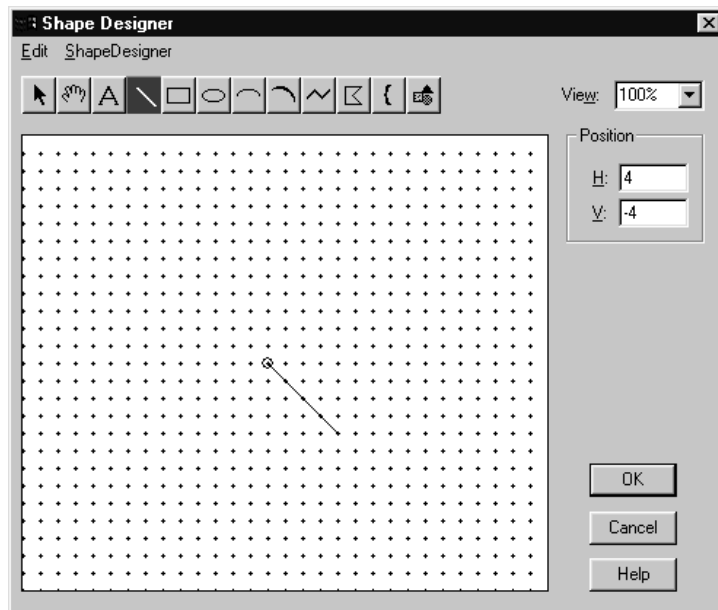 Shape Designer
Edit ShapeDesigner
A
View: 100%
Position
H: 4
V: -4
OK
Cancel
Help